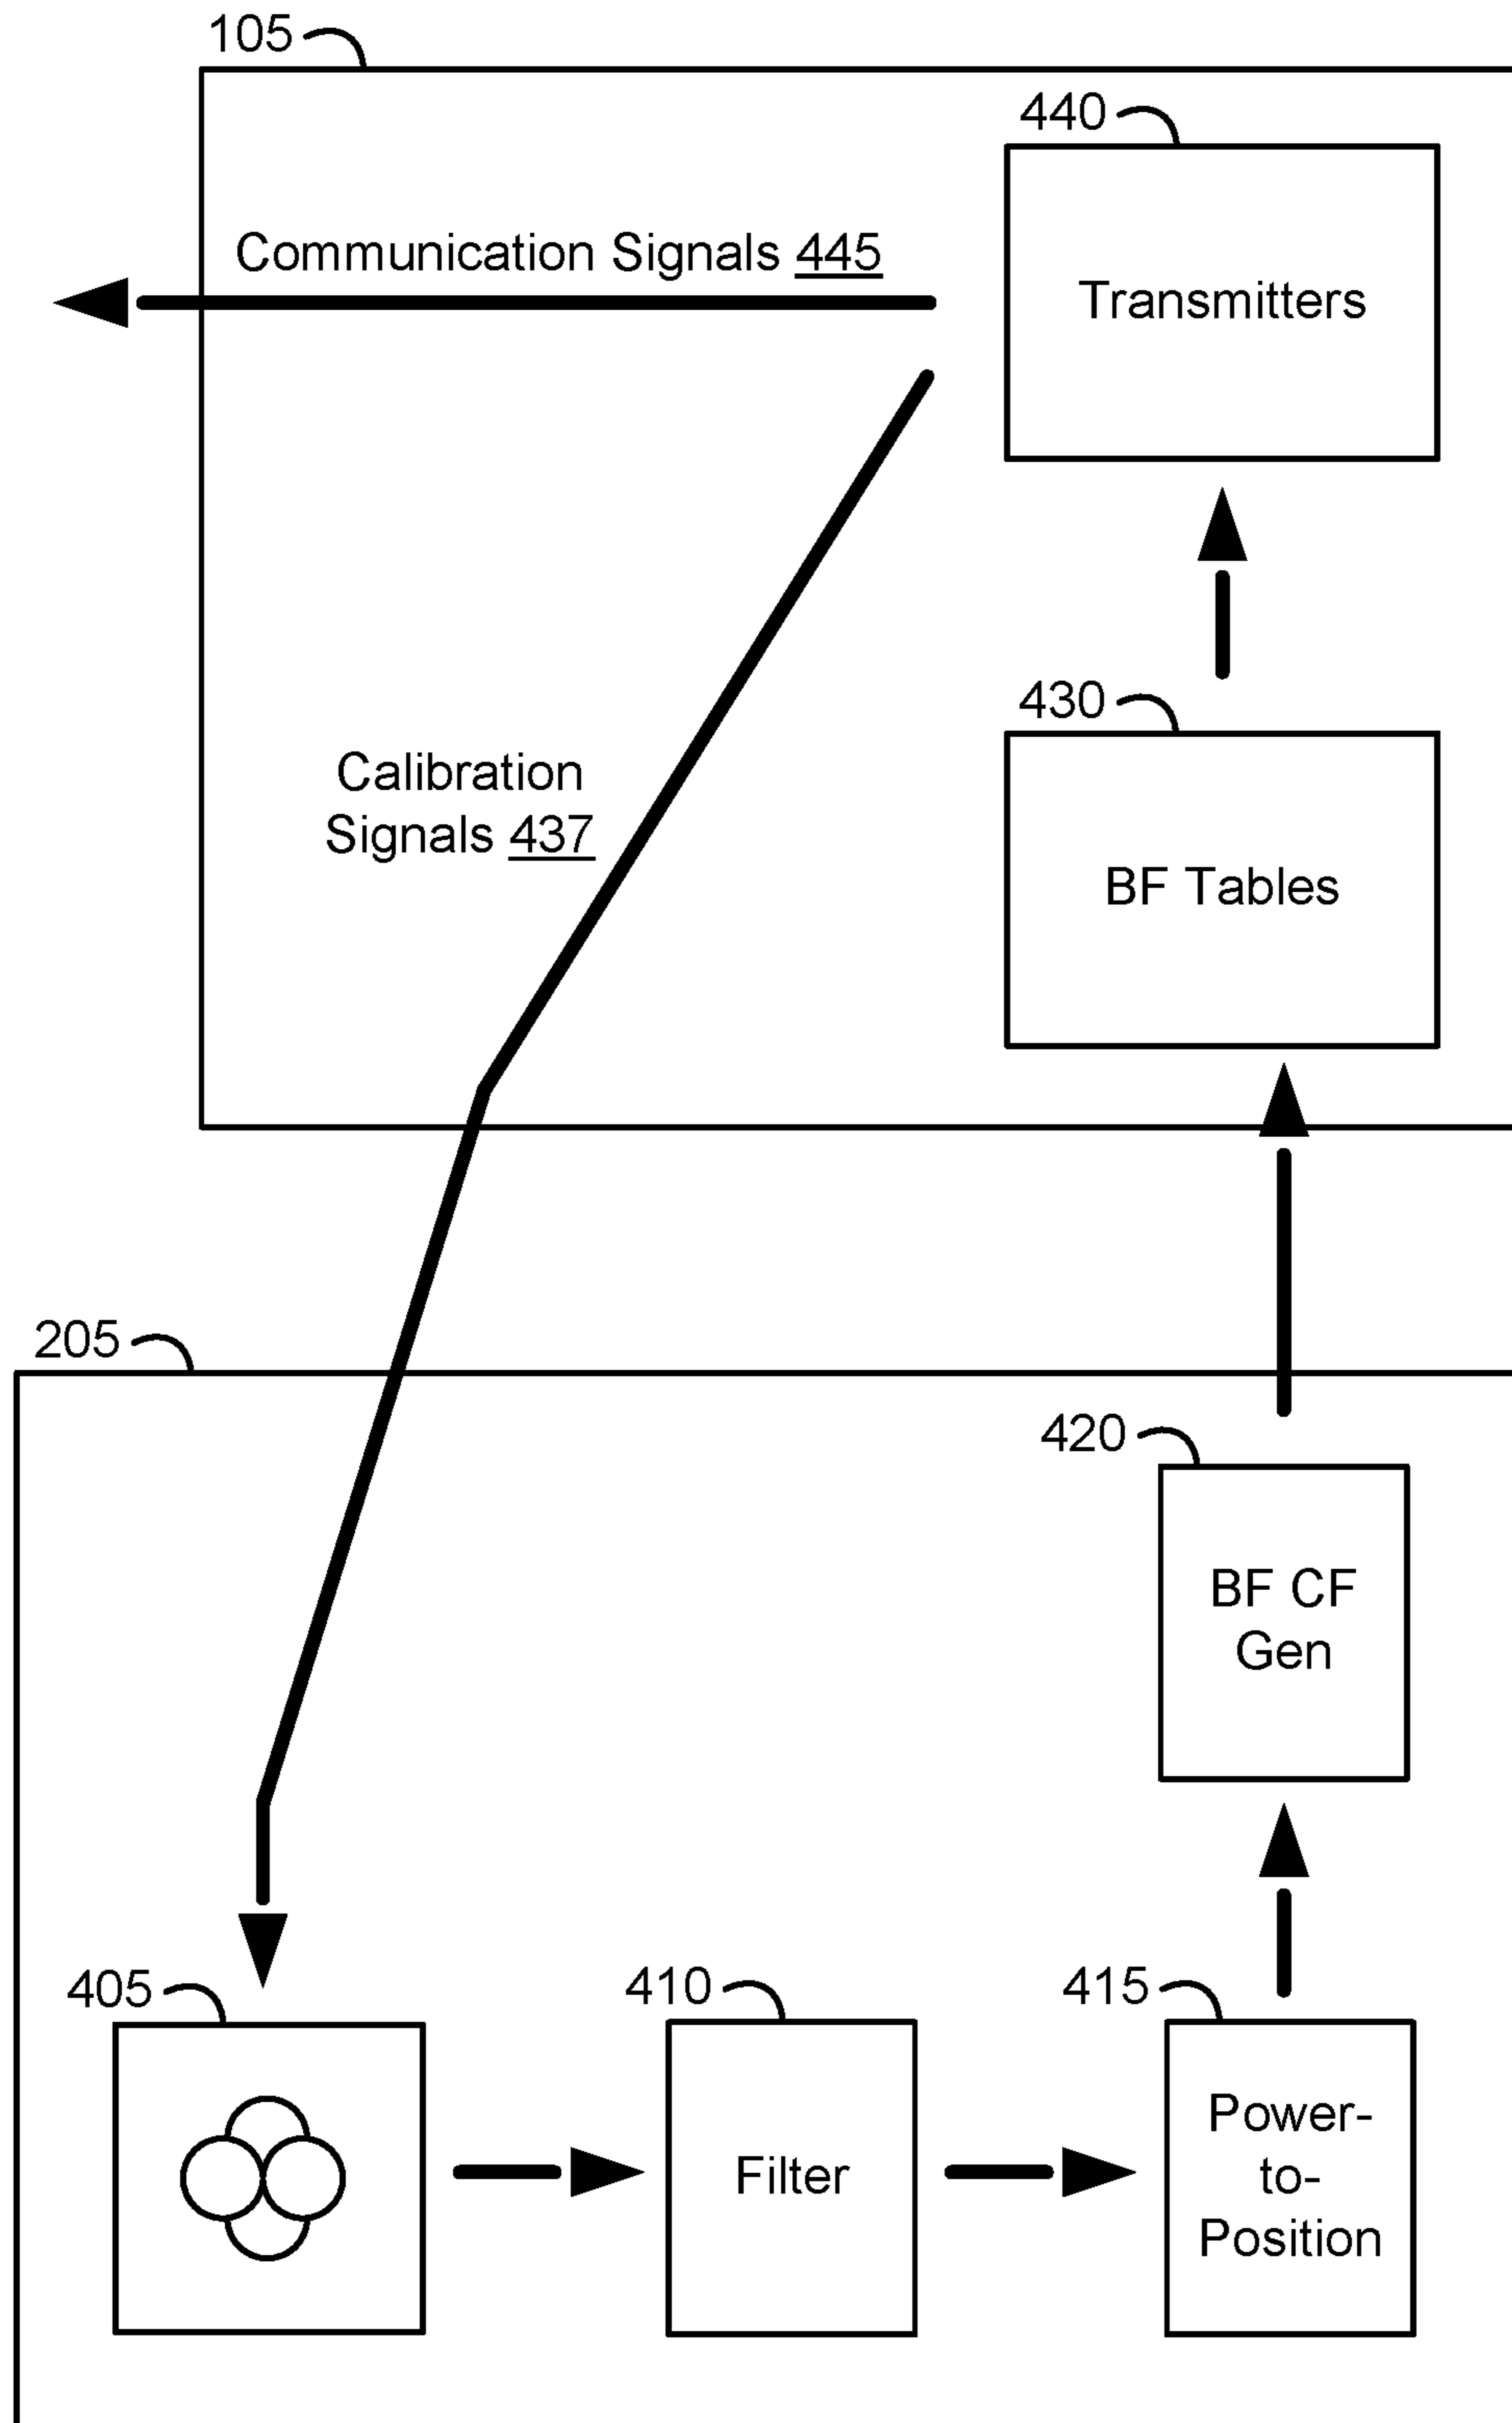 105
440
Communication Signals 445
Transmitters
430
Calibration
Signals 437
BF Tables
205
420
BF CF
Gen
405
410
415
Filter
Power-
to-
Position